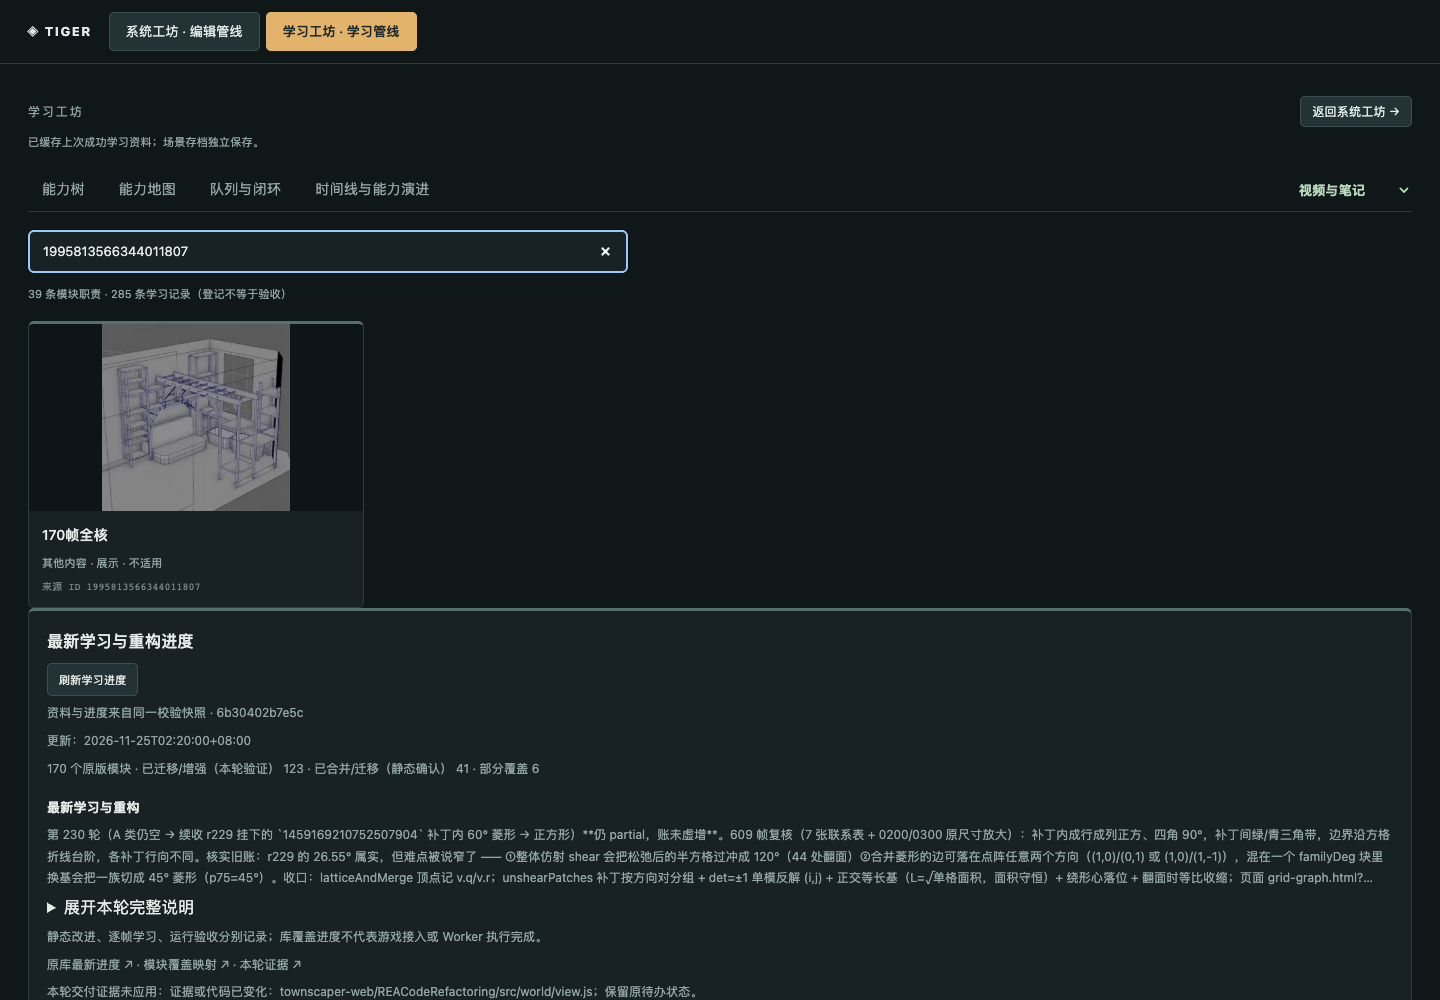 ◈ TIGER
系统工坊 · 编辑管线
学习工坊 · 学习管线
学习工坊
返回系统工坊 →
已缓存上次成功学习资料；场景存档独立保存。
能力树
能力地图
队列与闭环
时间线与能力演进
视频与笔记
1995813566344011807
×
39 条模块职责 · 285 条学习记录（登记不等于验收）
170帧全核
其他内容 · 展示 · 不适用
来源 ID 1995813566344011807
最新学习与重构进度
刷新学习进度
资料与进度来自同一校验快照 · 6b30402b7e5c
更新：2026-11-25T02:20:00+08:00
170 个原版模块 · 已迁移/增强（本轮验证） 123 · 已合并/迁移（静态确认） 41 · 部分覆盖 6
最新学习与重构
第 230 轮（A 类仍空 → 续收 r229 挂下的 `1459169210752507904` 补丁内 60° 菱形 → 正方形）**仍 partial，账未虚增**。609 帧复核（7 张联系表 + 0200/0300 原尺寸放大）：补丁内成行成列正方、四角 90°，补丁间绿/青三角带，边界沿方格
折线台阶，各补丁行向不同。核实旧账：r229 的 26.55° 属实，但难点被说窄了 —— ①整体仿射 shear 会把松弛后的半方格过冲成 120°（44 处翻面）②合并菱形的边可落在点阵任意两个方向（(1,0)/(0,1) 或 (1,0)/(1,-1)），混在一个 familyDeg 块里
换基会把一族切成 45° 菱形（p75=45°）。收口：latticeAndMerge 顶点记 v.q/v.r；unshearPatches 补丁按方向对分组 + det=±1 单模反解 (i,j) + 正交等长基（L=√单格面积，面积守恒）+ 绕形心落位 + 翻面时等比收缩；页面 grid-graph.html?…
▶ 展开本轮完整说明
静态改进、逐帧学习、运行验收分别记录；库覆盖进度不代表游戏接入或 Worker 执行完成。
原库最新进度 ↗ · 模块覆盖映射 ↗ · 本轮证据 ↗
本轮交付证据未应用：证据或代码已变化：townscaper-web/REACodeRefactoring/src/world/view.js；保留原待办状态。